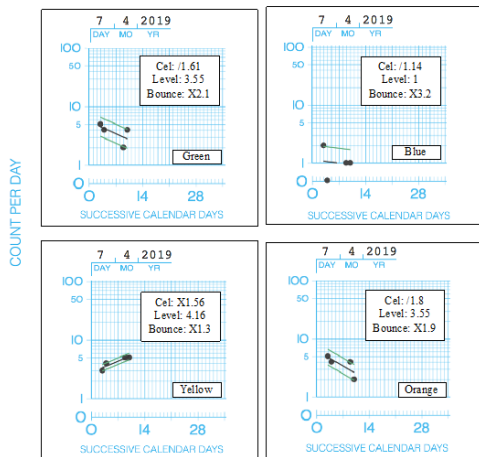 COUNT PER DAY
7 4 2019
DAY MO YR
100
10
5
1
0
Cel: /1.61
Level: 3.55
Bounce: X2.1
Green
0 14 28
SUCCESSIVE CALENDAR DAYS
7 4 2019
DAY MO YR
100
10
5
1
0
Cel: /1.14
Level: 1
Bounce: X3.2
Blue
0 14 28
SUCCESSIVE CALENDAR DAYS
7 4 2019
DAY MO YR
100
50
10
5
1
0
Cel: X1.56
Level: 4.16
Bounce: X1.3
Yellow
0 14 28
SUCCESSIVE CALENDAR DAYS
7 4 2019
DAY MO YR
100
50
10
5
1
0
Cel: /1.8
Level: 3.55
Bounce: X1.9
Orange
0 14 28
SUCCESSIVE CALENDAR DAYS